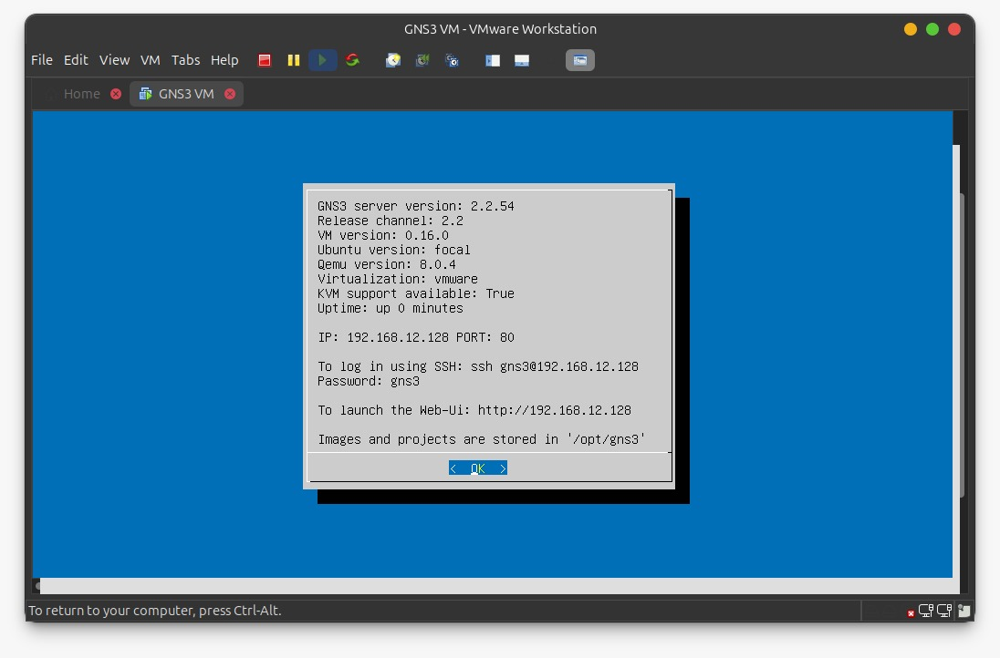 GNS3 VM - VMware Workstation
File Edit View VM Tabs Help
Home GNS3 VM
GNS3 server version: 2.2.54
Release channel: 2.2
VM version: 0.16.0
Ubuntu version: focal
Qemu version: 8.0.4
Virtualization: vmware
KVM support available: True
Uptime: up 0 minutes
IP: 192.168.12.128 PORT: 80
To log in using SSH: ssh gns3@192.168.12.128
Password: gns3
To launch the Web-Ui: http://192.168.12.128
Images and projects are stored in '/opt/gns3'
< OK >
To return to your computer, press Ctrl-Alt.